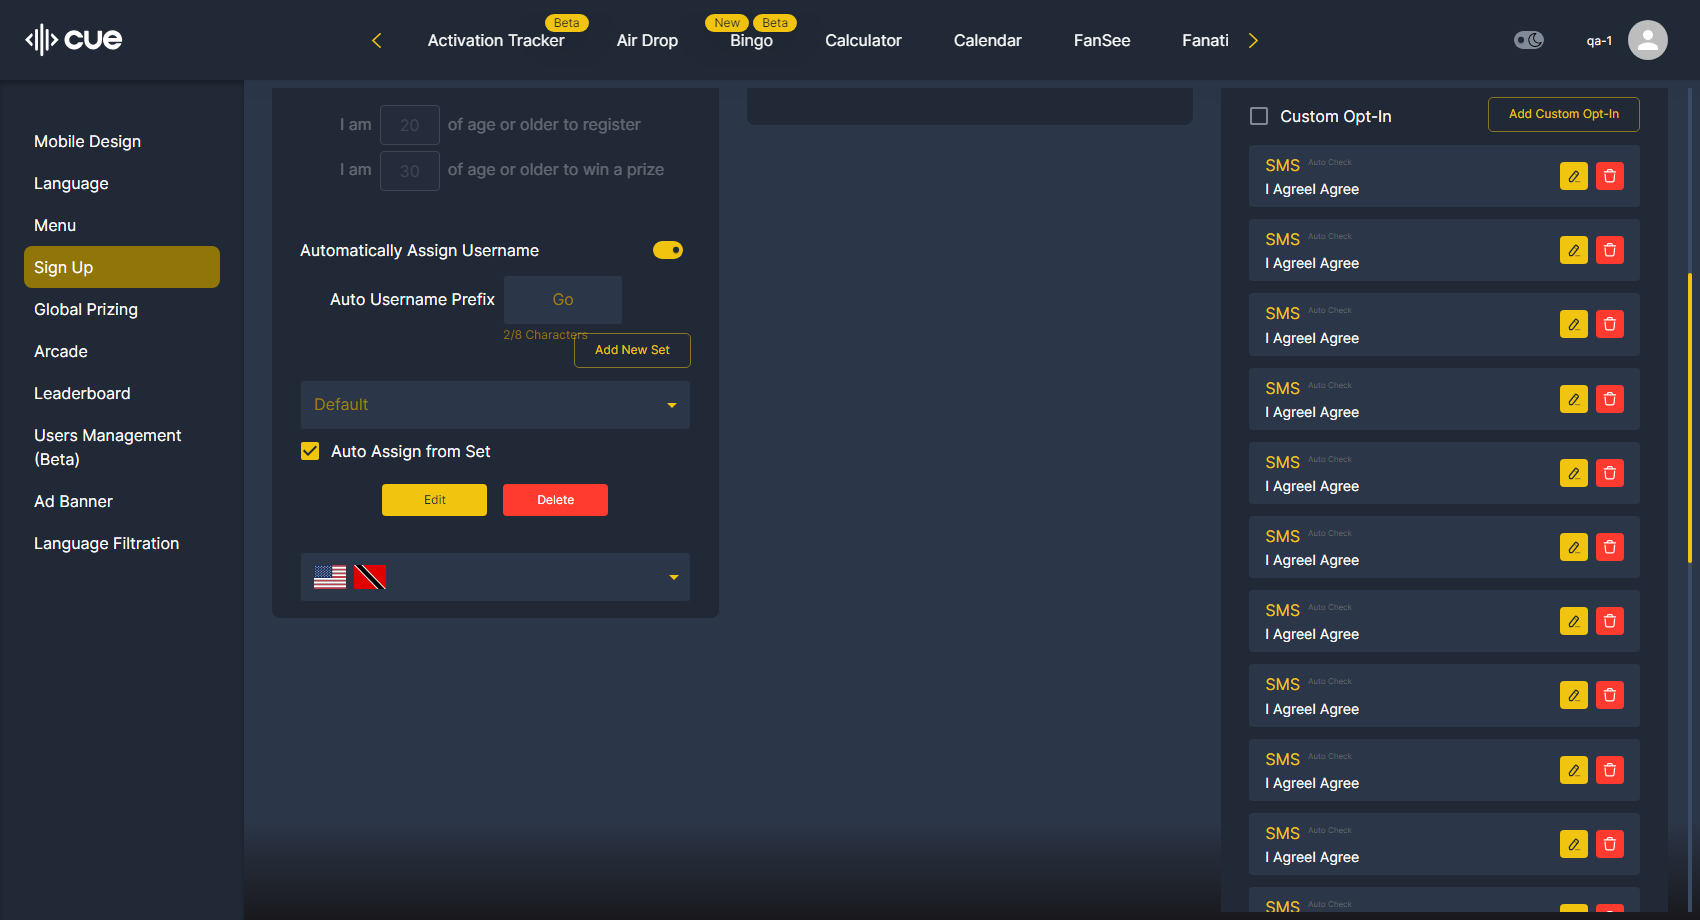 cue
Activation Tracker
Beta
Air Drop
New
Beta
Bingo
Calculator
Calendar
FanSee
Fanati
qa-1
Mobile Design
Language
Menu
Sign Up
Global Prizing
Arcade
Leaderboard
Users Management
(Beta)
Ad Banner
Language Filtration
I am 20 of age or older to register
I am 30 of age or older to win a prize
Automatically Assign Username
Auto Username Prefix Go
2/8 Characters
Add New Set
Default
Auto Assign from Set
Edit Delete
Custom Opt-In Add Custom Opt-In
SMS Auto Check
I AgreeI Agree
SMS Auto Check
I AgreeI Agree
SMS Auto Check
I AgreeI Agree
SMS Auto Check
I AgreeI Agree
SMS Auto Check
I AgreeI Agree
SMS Auto Check
I AgreeI Agree
SMS Auto Check
I AgreeI Agree
SMS Auto Check
I AgreeI Agree
SMS Auto Check
I AgreeI Agree
SMS Auto Check
I AgreeI Agree
SMS Auto Check